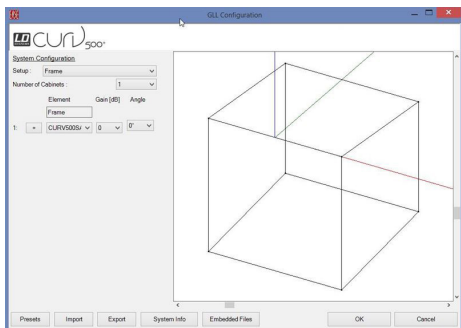 GLL Configuration
LD CURV 500®
System Configuration
Setup : Frame
Number of Cabinets : 1
Element Gain [dB] Angle
Frame
1: + CURV500S/ 0 0°
Presets Import Export System Info Embedded Files OK Cancel